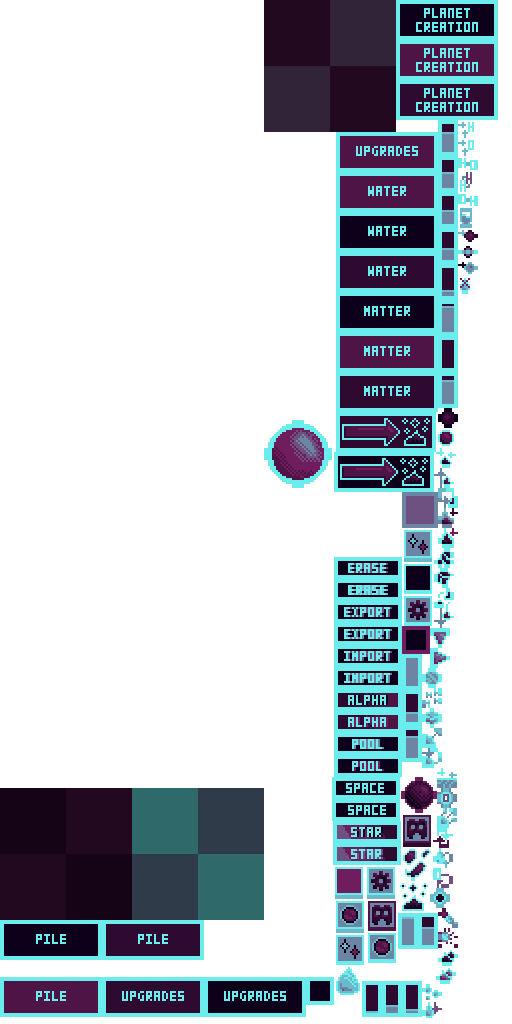 PLANET
CREATION
PLANET
CREATION
PLANET
CREATION
UPGRADES
WATER
WATER
WATER
MATTER
MATTER
MATTER
ERASE
ERASE
EXPORT
EXPORT
IMPORT
IMPORT
ALPHA
ALPHA
POOL
POOL
SPACE
SPACE
STAR
STAR
PILE PILE
PILE UPGRADES UPGRADES